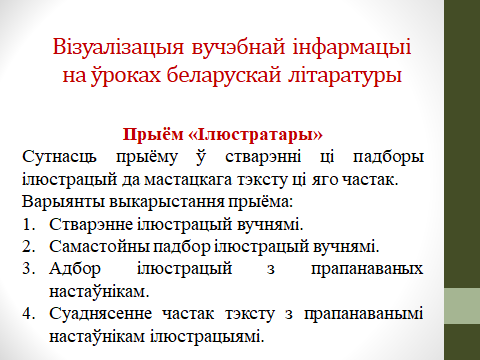 Візуалізацыя вучэбнай інфармацыі
на ўроках беларускай літаратуры
Прыём «Ілюстратары»
Сутнасць прыёму ў стварэнні ці падборы
ілюстрацый да мастацкага тэксту ці яго частак.
Варыянты выкарыстання прыёма:
1. Стварэнне ілюстрацый вучнямі.
2. Самастойны падбор ілюстрацый вучнямі.
3. Адбор ілюстрацый з прапанаваных
настаўнікам.
4. Суаднясенне частак тэксту з прапанаванымі
настаўнікам ілюстрацыямі.